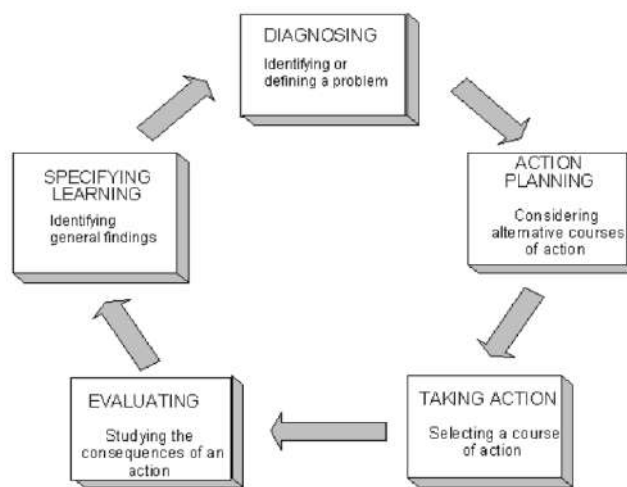 DIAGNOSING
Identifying or
defining a problem
ACTION
PLANNING
Considering
alternative courses
of action
TAKING ACTION
Selecting a course
of action
EVALUATING
Studying the
consequences of an
action
SPECIFYING
LEARNING
Identifying
general findings